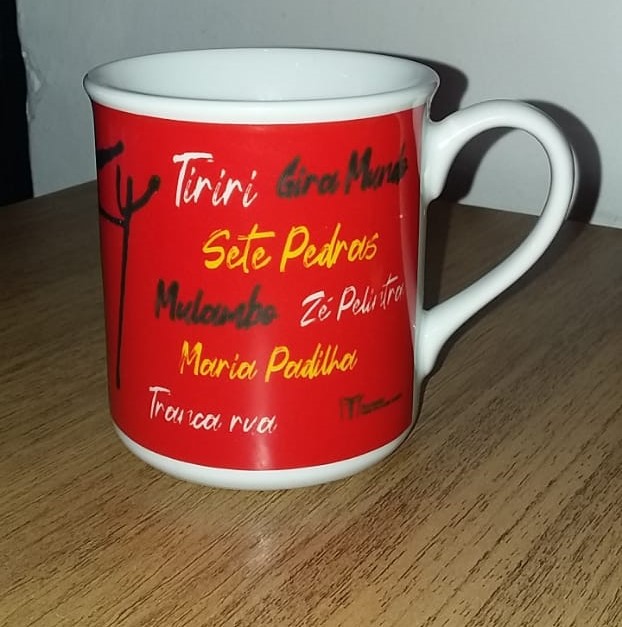 Tiriri Gira Mundo
Sete Pedras
Mulambo Zé Pelintra
Maria Padilha
Tranca rua